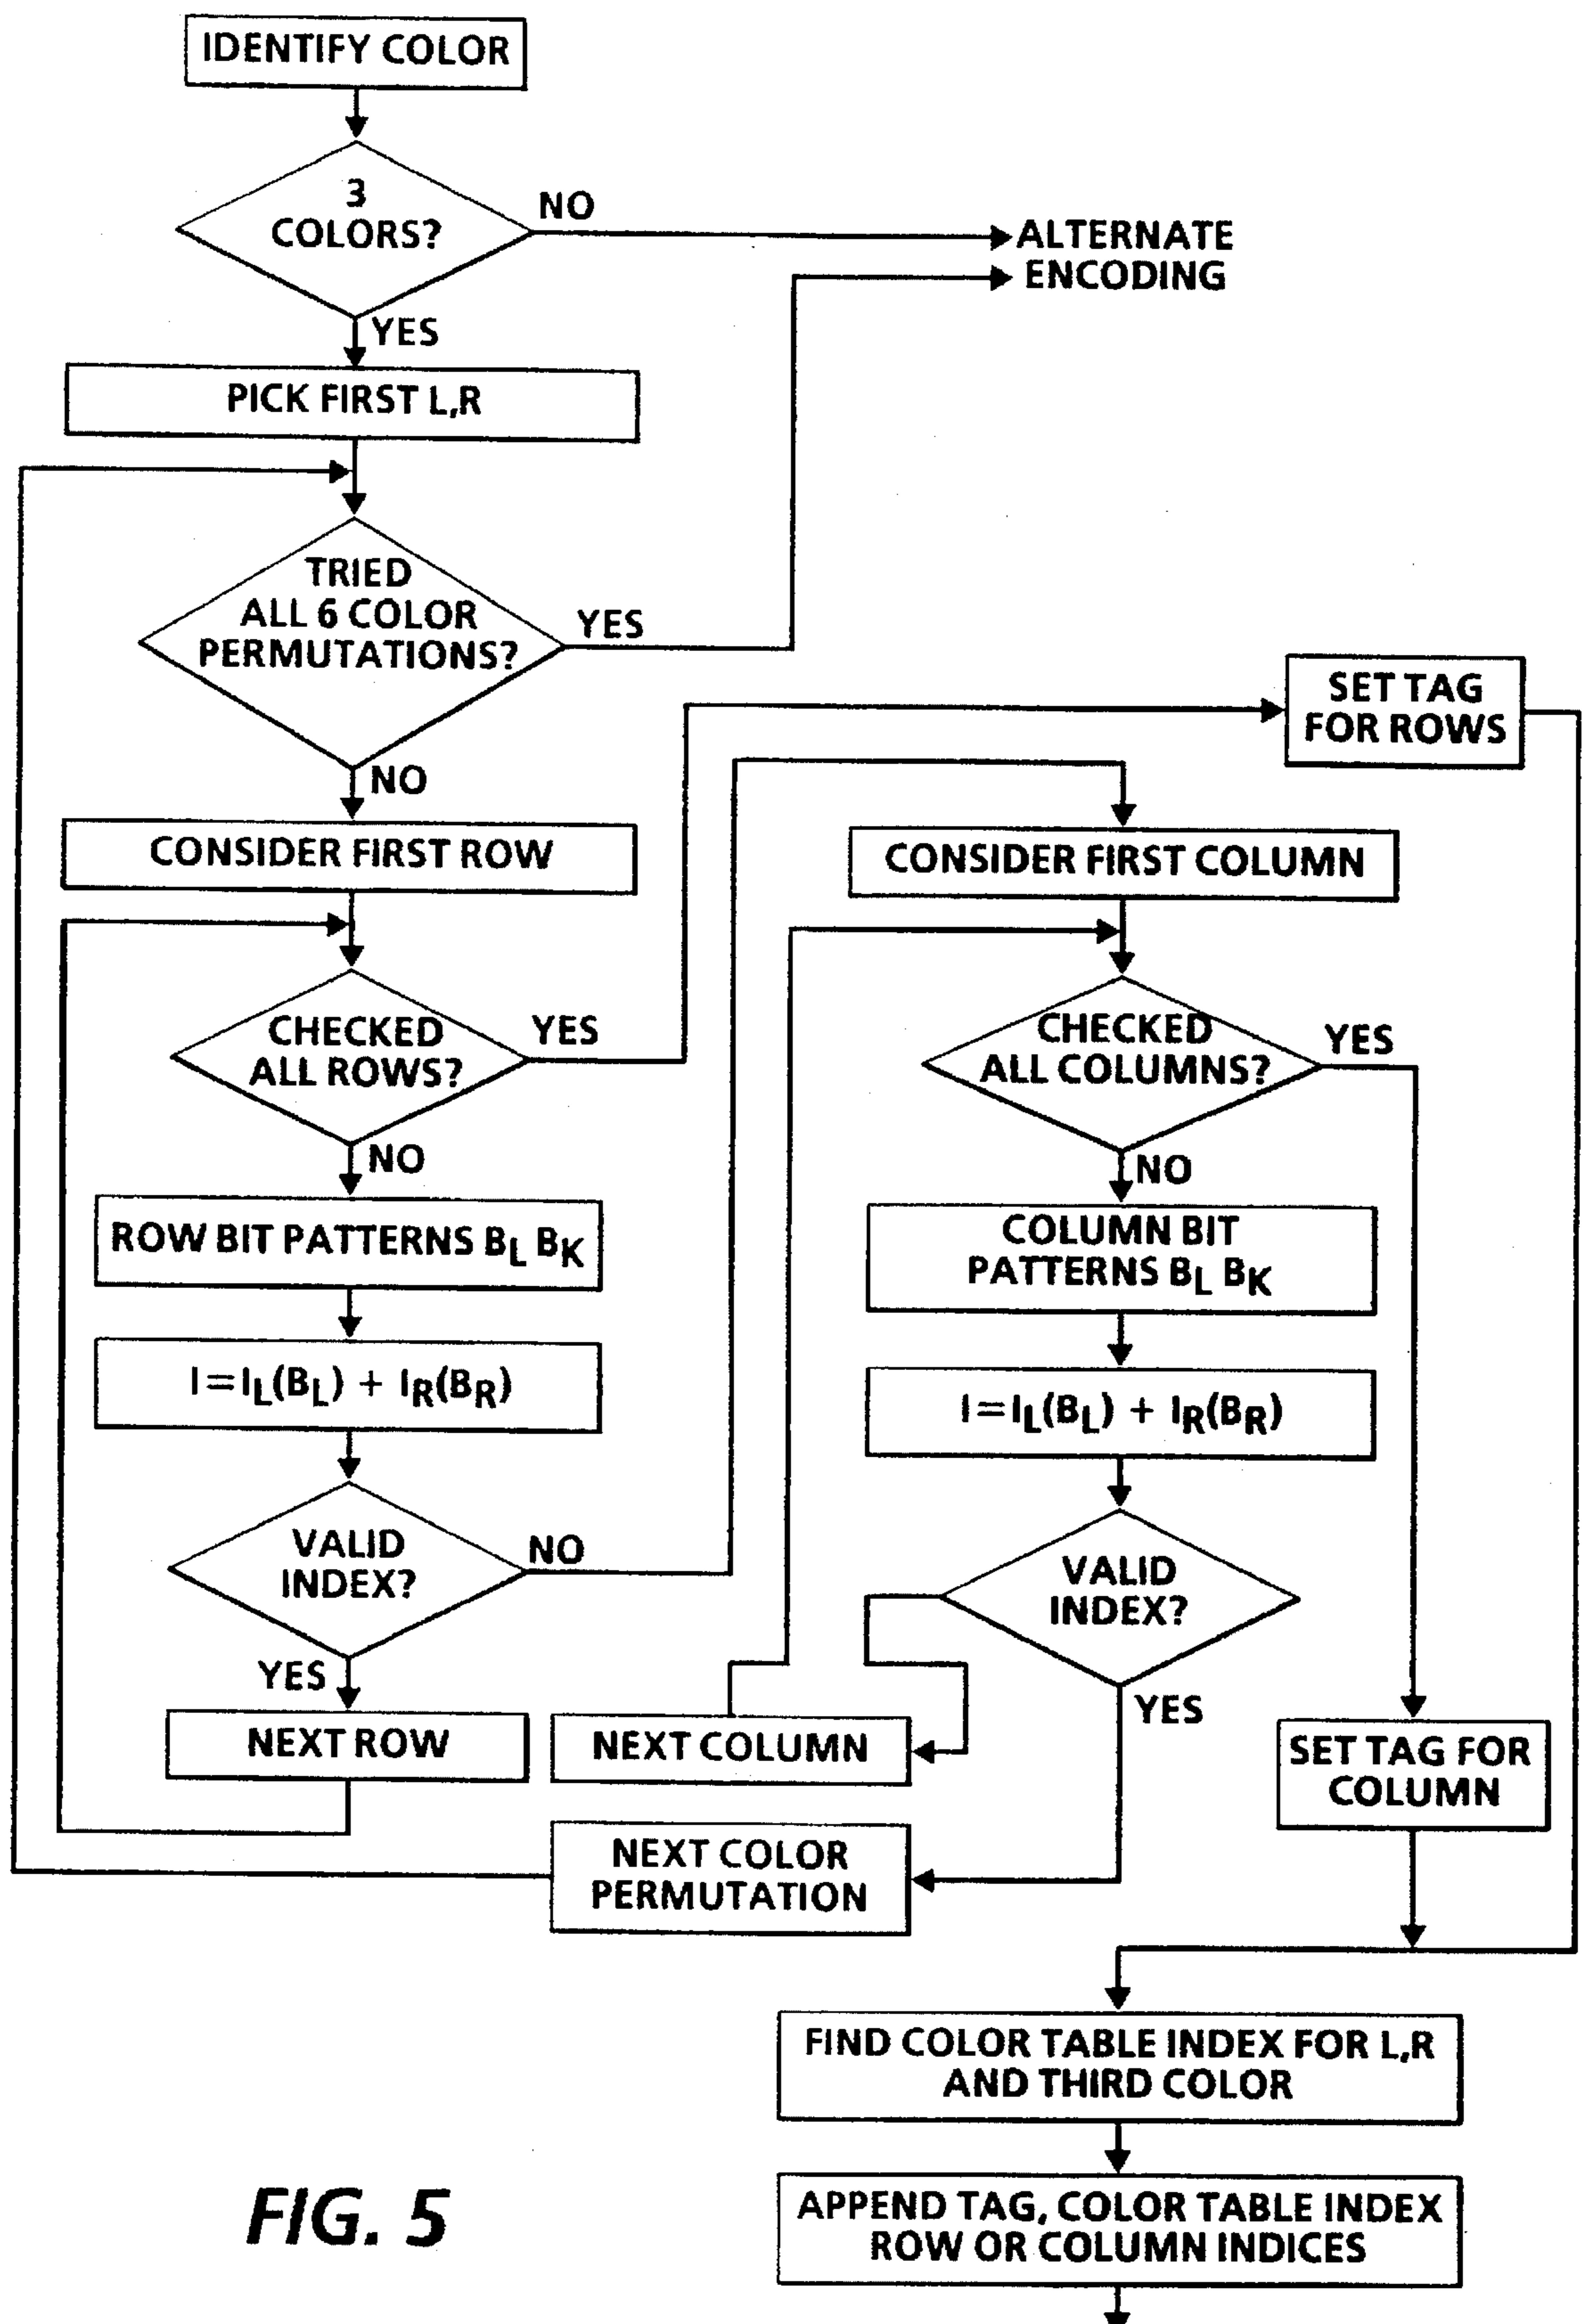 IDENTIFY COLOR
3
COLORS?
NO
ALTERNATE
ENCODING
YES
PICK FIRST L,R
TRIED
ALL 6 COLOR
PERMUTATIONS?
YES
NO
SET TAG
FOR ROWS
CONSIDER FIRST ROW
CONSIDER FIRST COLUMN
CHECKED
ALL ROWS?
YES
NO
CHECKED
ALL COLUMNS?
YES
NO
ROW BIT PATTERNS BL BK
COLUMN BIT
PATTERNS BL BK
I=IL(BL) + IR(BR)
I=IL(BL) + IR(BR)
VALID
INDEX?
NO
YES
VALID
INDEX?
YES
NEXT ROW
NEXT COLUMN
SET TAG FOR
COLUMN
NEXT COLOR
PERMUTATION
FIND COLOR TABLE INDEX FOR L,R
AND THIRD COLOR
APPEND TAG, COLOR TABLE INDEX
ROW OR COLUMN INDICES
FIG. 5